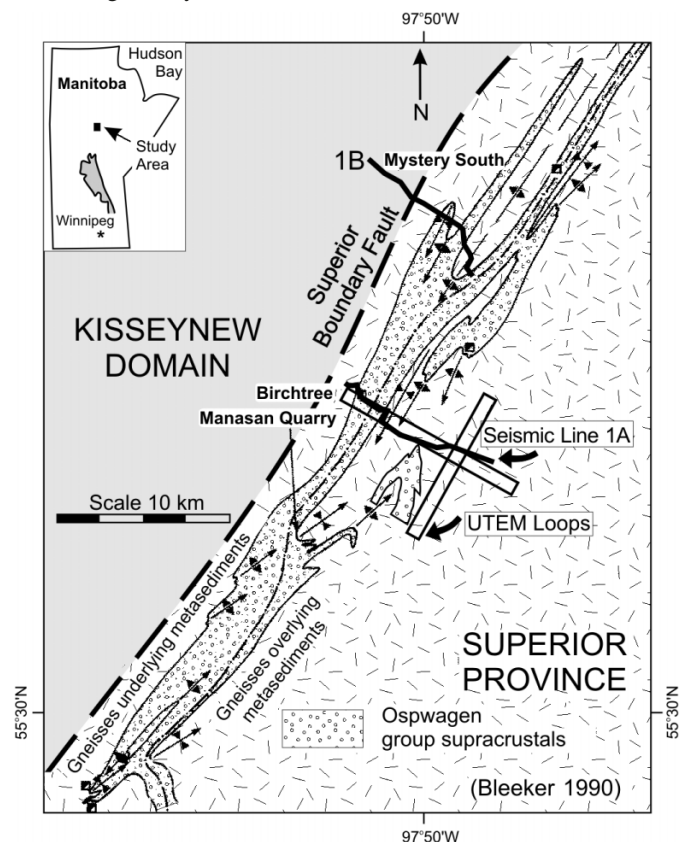 97°50'W
Hudson
Bay
Manitoba
Study
Area
Winnipeg
*
N
1B
Mystery South
Superior
Boundary Fault
KISSEYNEW
DOMAIN
Birchtree
Manasan Quarry
Seismic Line 1A
Scale 10 km
UTEM Loops
Gneisses underlying metasediments
Gneisses overlying
metasediments
SUPERIOR
PROVINCE
55°30'N
55°30'N
Ospwagen
group supracrustals
(Bleeker 1990)
97°50'W